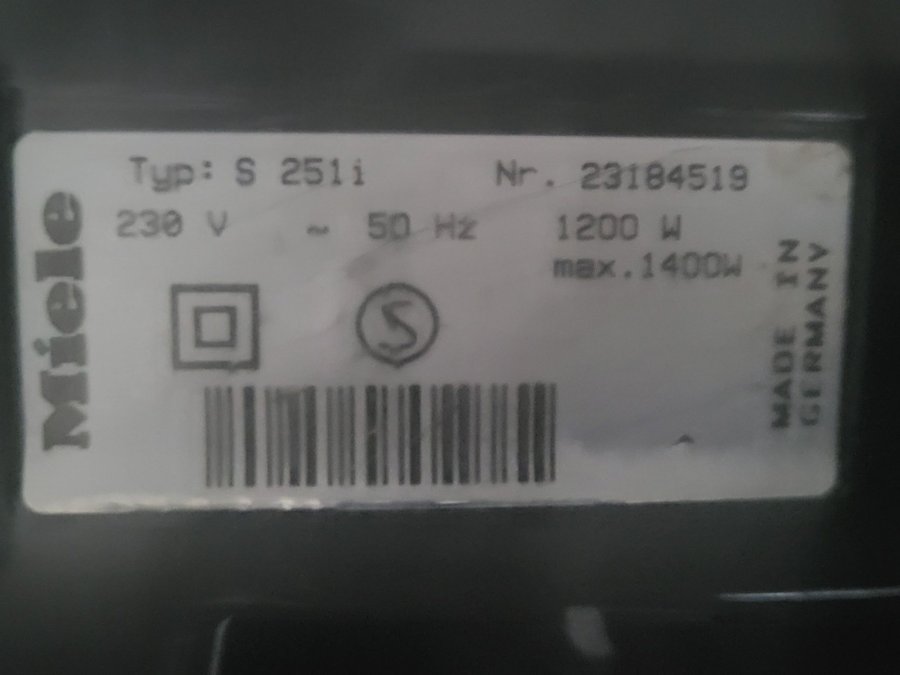 Miele
Typ: S 251i Nr. 23184519
230 V ~ 50 Hz 1200 W
max.1400W
S
MADE IN
GERMANY